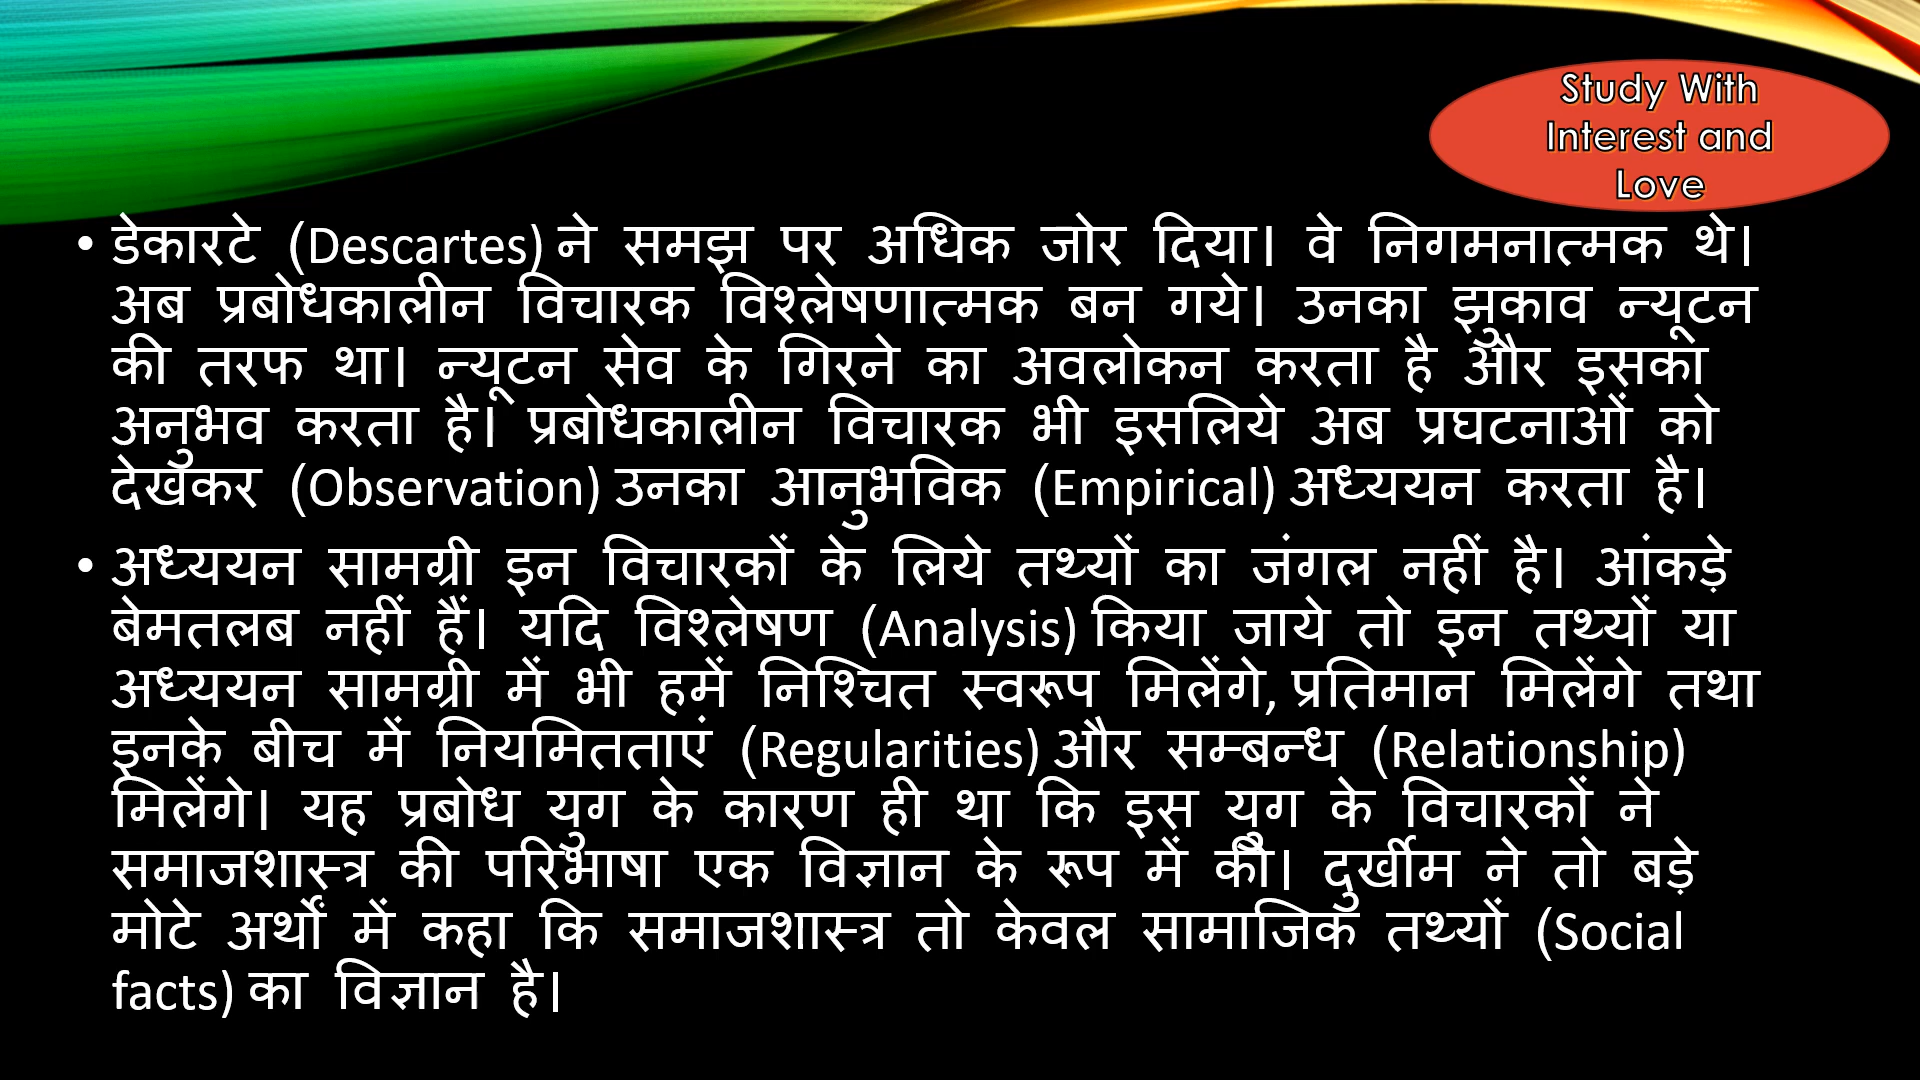 Study With
Interest and
Love
• डेकारटे (Descartes) ने समझ पर अधिक जोर दिया। वे निगमनात्मक थे।
अब प्रबोधकालीन विचारक विश्लेषणात्मक बन गये। उनका झुकाव न्यूटन
की तरफ था। न्यूटन सेव के गिरने का अवलोकन करता है और इसका
अनुभव करता है। प्रबोधकालीन विचारक भी इसलिये अब प्रघटनाओं को
देखकर (Observation) उनका आनुभविक (Empirical) अध्ययन करता है।
• अध्ययन सामग्री इन विचारकों के लिये तथ्यों का जंगल नहीं है। आंकड़े
बेमतलब नहीं हैं। यदि विश्लेषण (Analysis) किया जाये तो इन तथ्यों या
अध्ययन सामग्री में भी हमें निश्चित स्वरूप मिलेंगे, प्रतिमान मिलेंगे तथा
इनके बीच में नियमितताएं (Regularities) और सम्बन्ध (Relationship)
मिलेंगे। यह प्रबोध युग के कारण ही था कि इस युग के विचारकों ने
समाजशास्त्र की परिभाषा एक विज्ञान के रूप में की। दुर्खीम ने तो बड़े
मोटे अर्थों में कहा कि समाजशास्त्र तो केवल सामाजिक तथ्यों (Social
facts) का विज्ञान है।